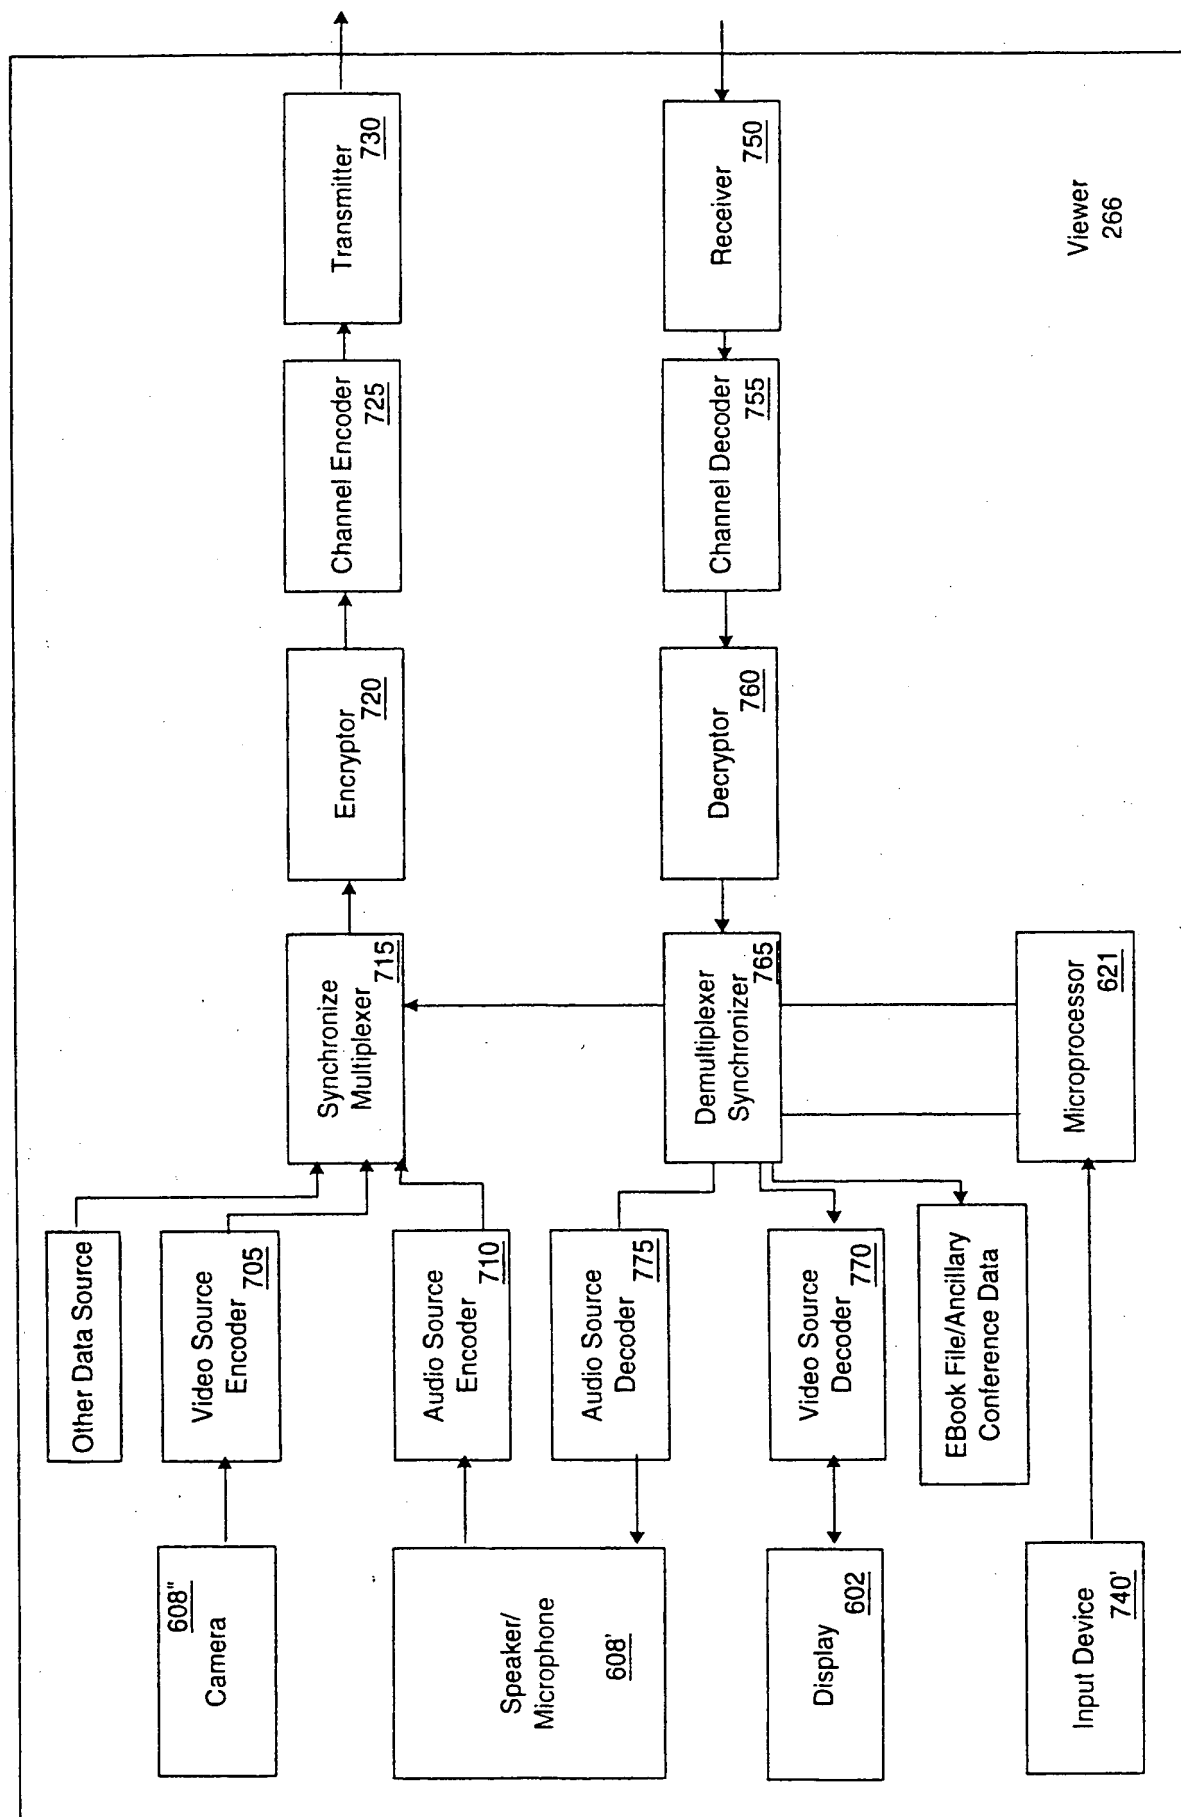 Other Data Source
Camera
608"
Video Source
Encoder
705
Synchronize
Multiplexer
715
Encryptor
720
Channel Encoder
725
Transmitter
730
Speaker/
Microphone
608'
Audio Source
Encoder
710
Audio Source
Decoder
775
Display
602
Video Source
Decoder
770
Demultiplexer
Synchronizer
765
Decryptor
760
Channel Decoder
755
Receiver
750
EBook File/Ancillary
Conference Data
Input Device
740'
Microprocessor
621
Viewer
266